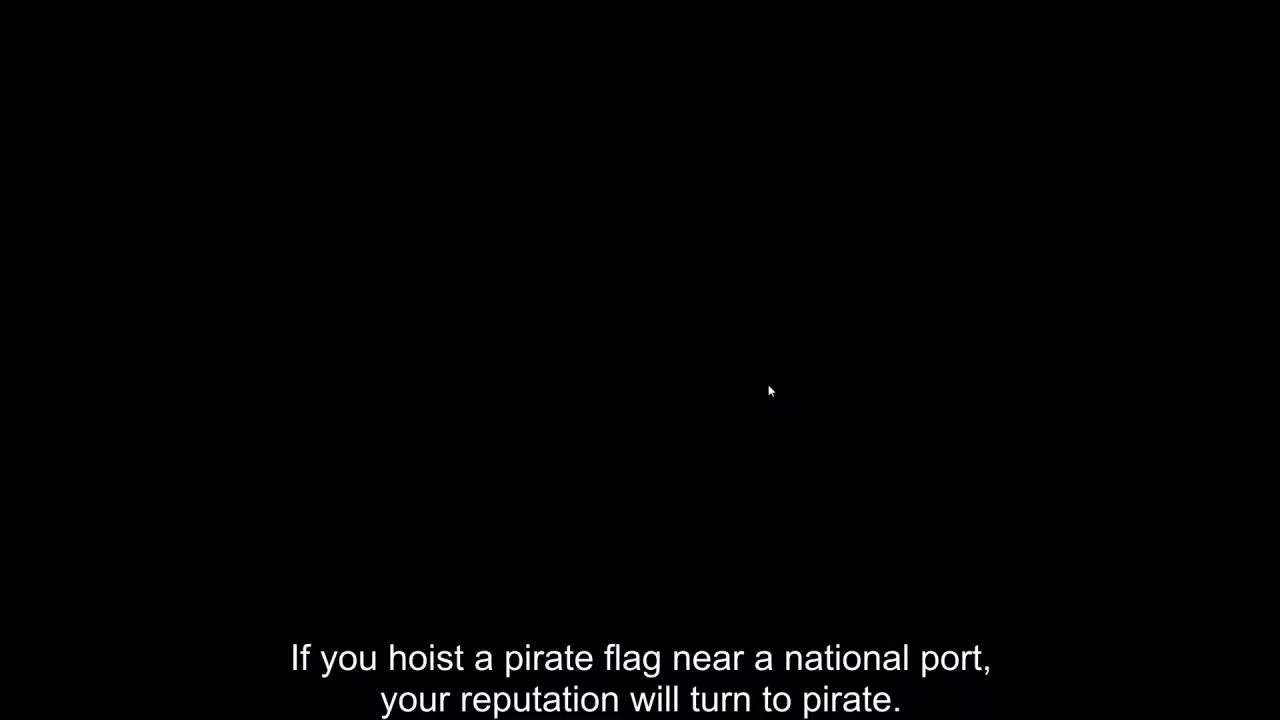 If you hoist a pirate flag near a national port,
your reputation will turn to pirate.